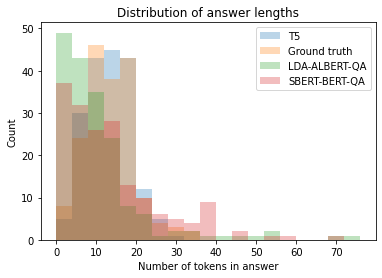 Distribution of answer lengths
T5
Ground truth
LDA-ALBERT-QA
SBERT-BERT-QA
Count
50
40
30
20
10
0
0 10 20 30 40 50 60 70
Number of tokens in answer